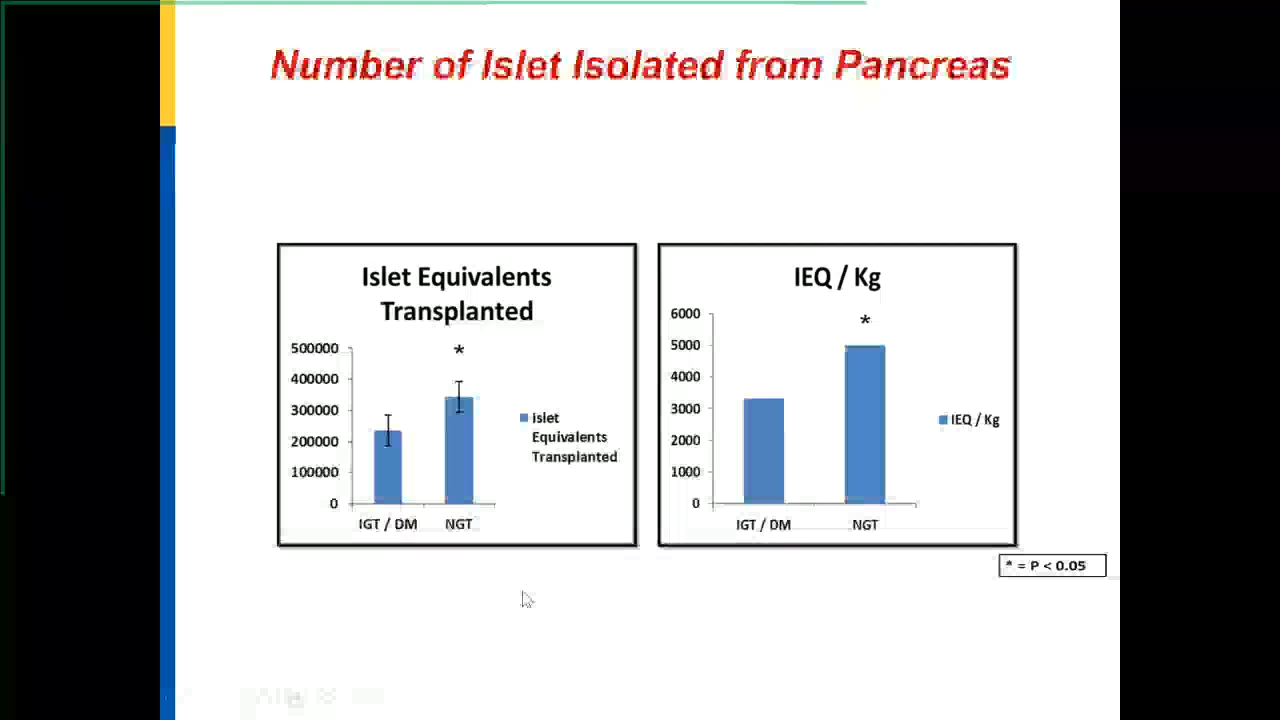 Number of Islet Isolated from Pancreas
Islet Equivalents
Transplanted
500000
400000
300000
200000
100000
0
*
IGT / DM
NGT
islet
Equivalents
Transplanted
IEQ / Kg
6000
5000
4000
3000
2000
1000
0
*
IGT / DM
NGT
IEQ / Kg
* = P < 0.05